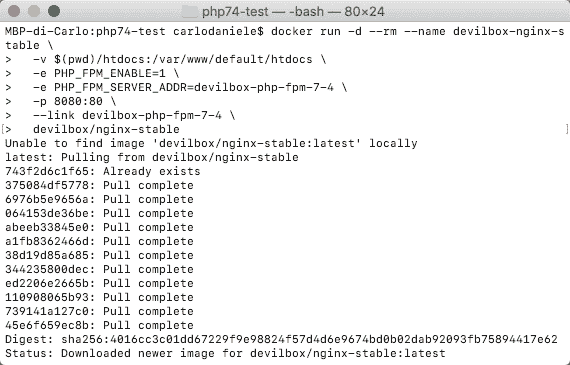 php74-test — -bash — 80×24
MBP-di-Carlo:php74-test carlodaniele$ docker run -d --rm --name devilbox-nginx-s
table \
>   -v $(pwd)/htdocs:/var/www/default/htdocs \
>   -e PHP_FPM_ENABLE=1 \
>   -e PHP_FPM_SERVER_ADDR=devilbox-php-fpm-7-4 \
>   -p 8080:80 \
>   --link devilbox-php-fpm-7-4 \
[>   devilbox/nginx-stable ]
Unable to find image 'devilbox/nginx-stable:latest' locally
latest: Pulling from devilbox/nginx-stable
743f2d6c1f65: Already exists
375084df5778: Pull complete
6976b5e9656a: Pull complete
064153de36be: Pull complete
abeeb33845e0: Pull complete
a1fb8362466d: Pull complete
38d19d85a685: Pull complete
344235800dec: Pull complete
ed2206e2665b: Pull complete
110908065b93: Pull complete
739141a127c0: Pull complete
45e6f659ec8b: Pull complete
Digest: sha256:4016cc3c01dd67229f9e98824f57d4d6e9674bd0b02dab92093fb75894417e62
Status: Downloaded newer image for devilbox/nginx-stable:latest